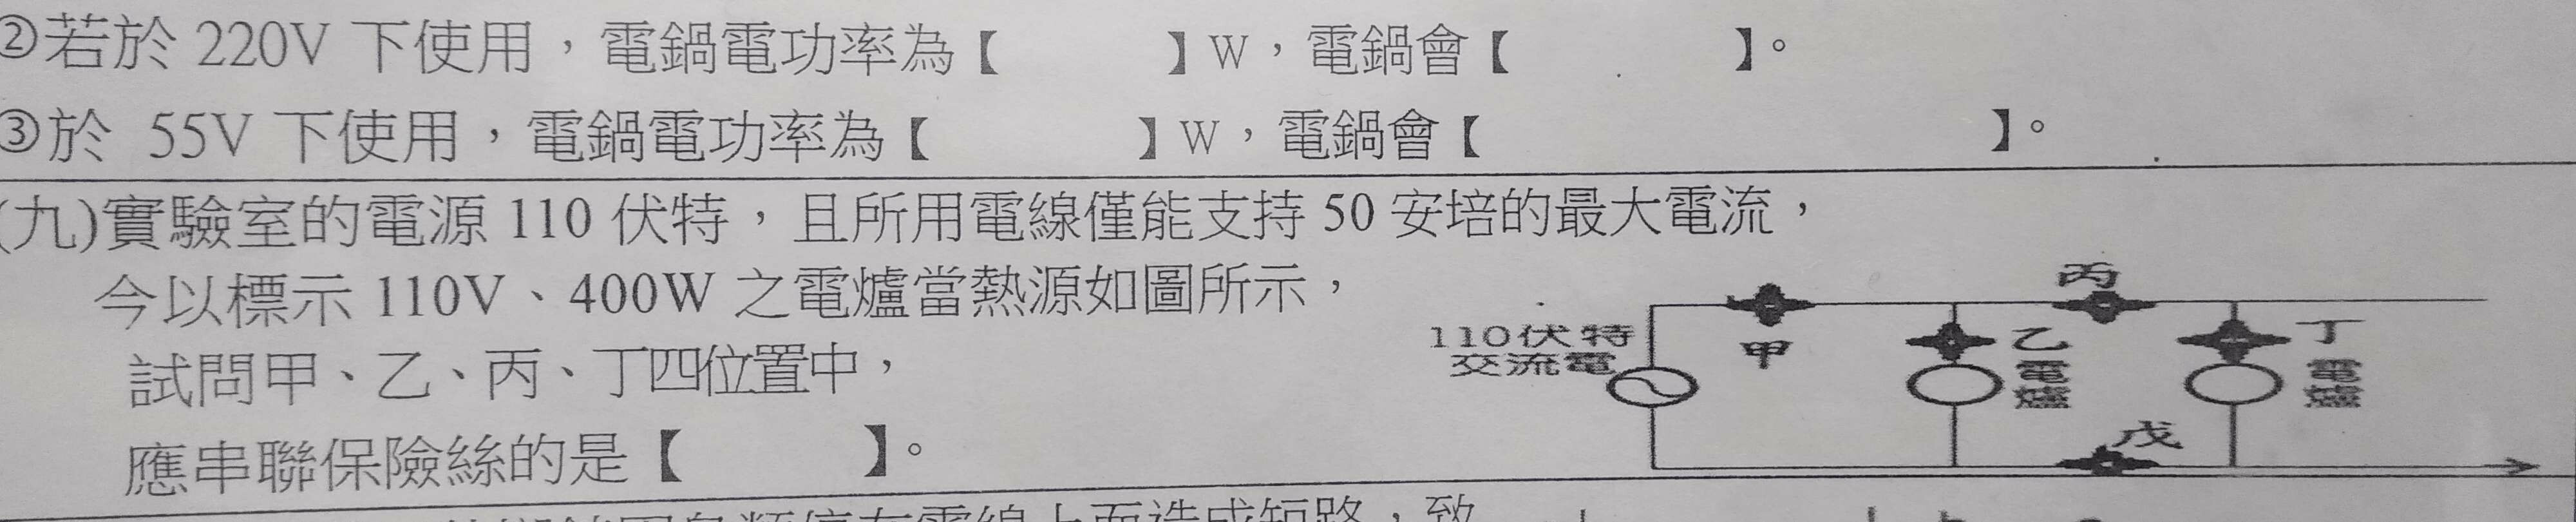 ②若於 220V 下使用，電鍋電功率為【 】W，電鍋會【 】。
③於 55V 下使用，電鍋電功率為【 】W，電鍋會【 】。
(九)實驗室的電源 110 伏特，且所用電線僅能支持 50 安培的最大電流，
今以標示 110V、400W 之電爐當熱源如圖所示，
試問甲、乙、丙、丁四位置中，
應串聯保險絲的是【 】。
丙
110伏特
交流電
甲
乙
電爐
丁
電爐
戊